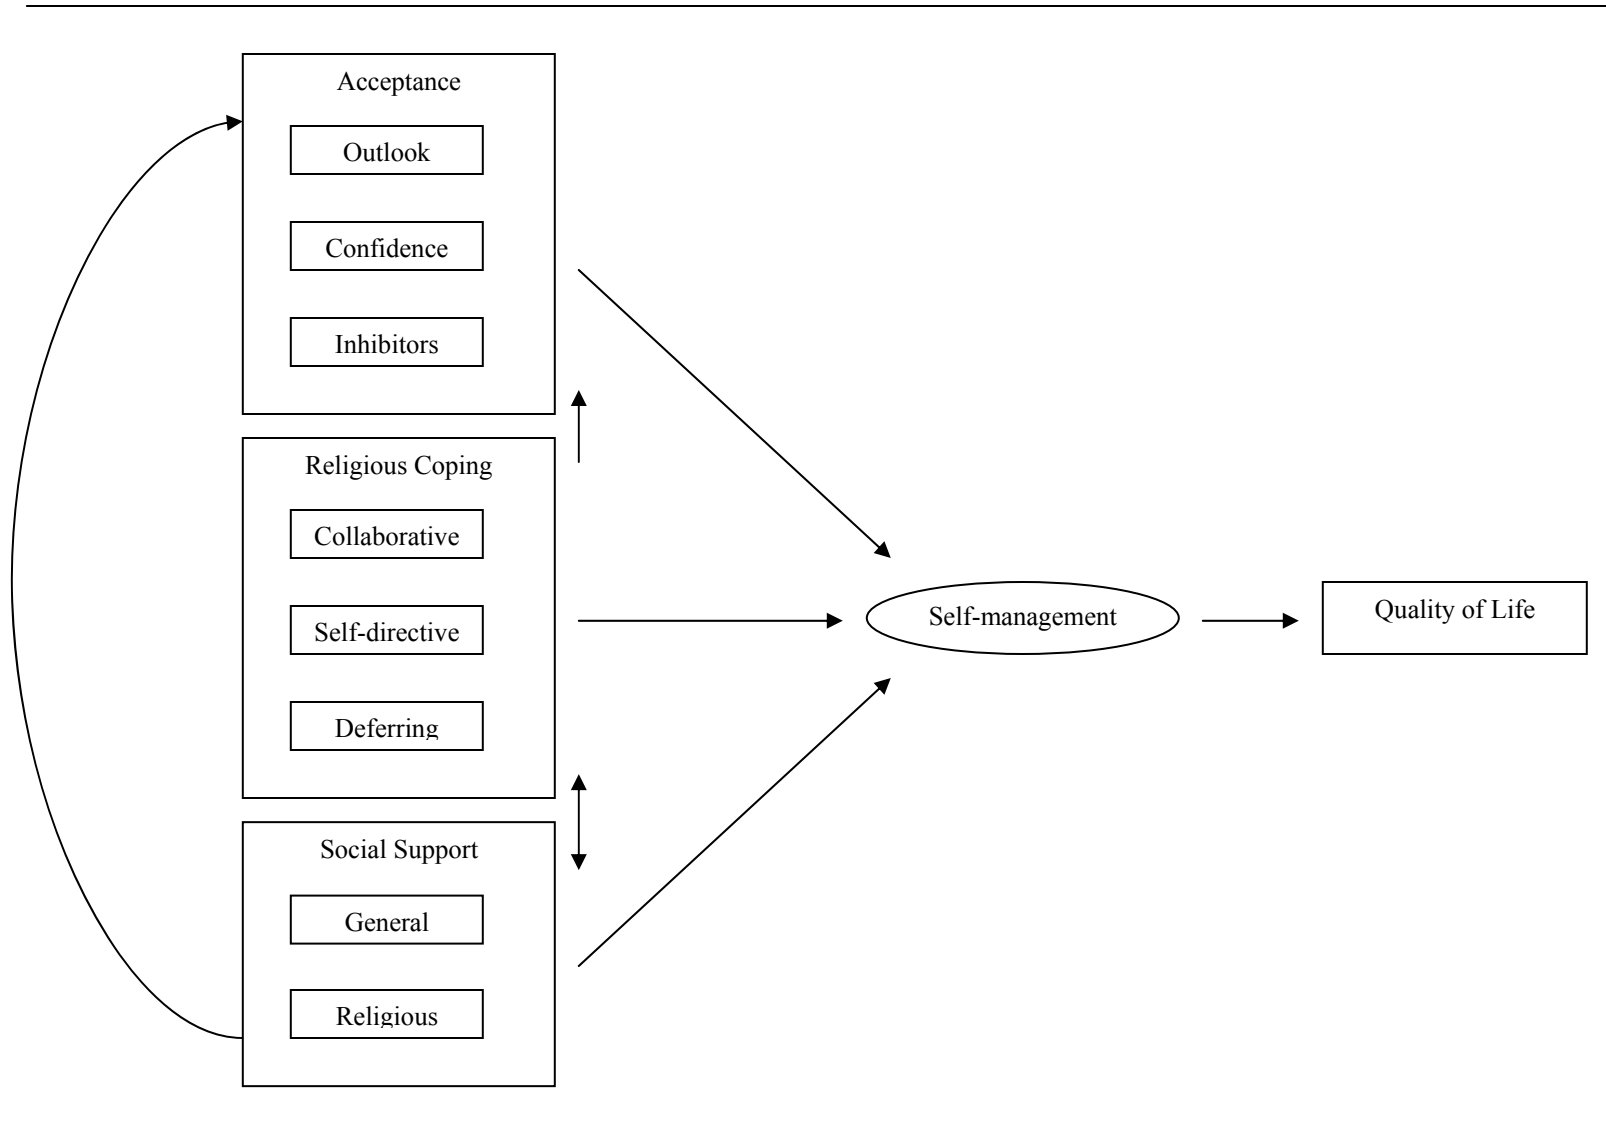 Acceptance
Outlook
Confidence
Inhibitors
Religious Coping
Collaborative
Self-directive
Deferring
Social Support
General
Religious
Self-management
Quality of Life